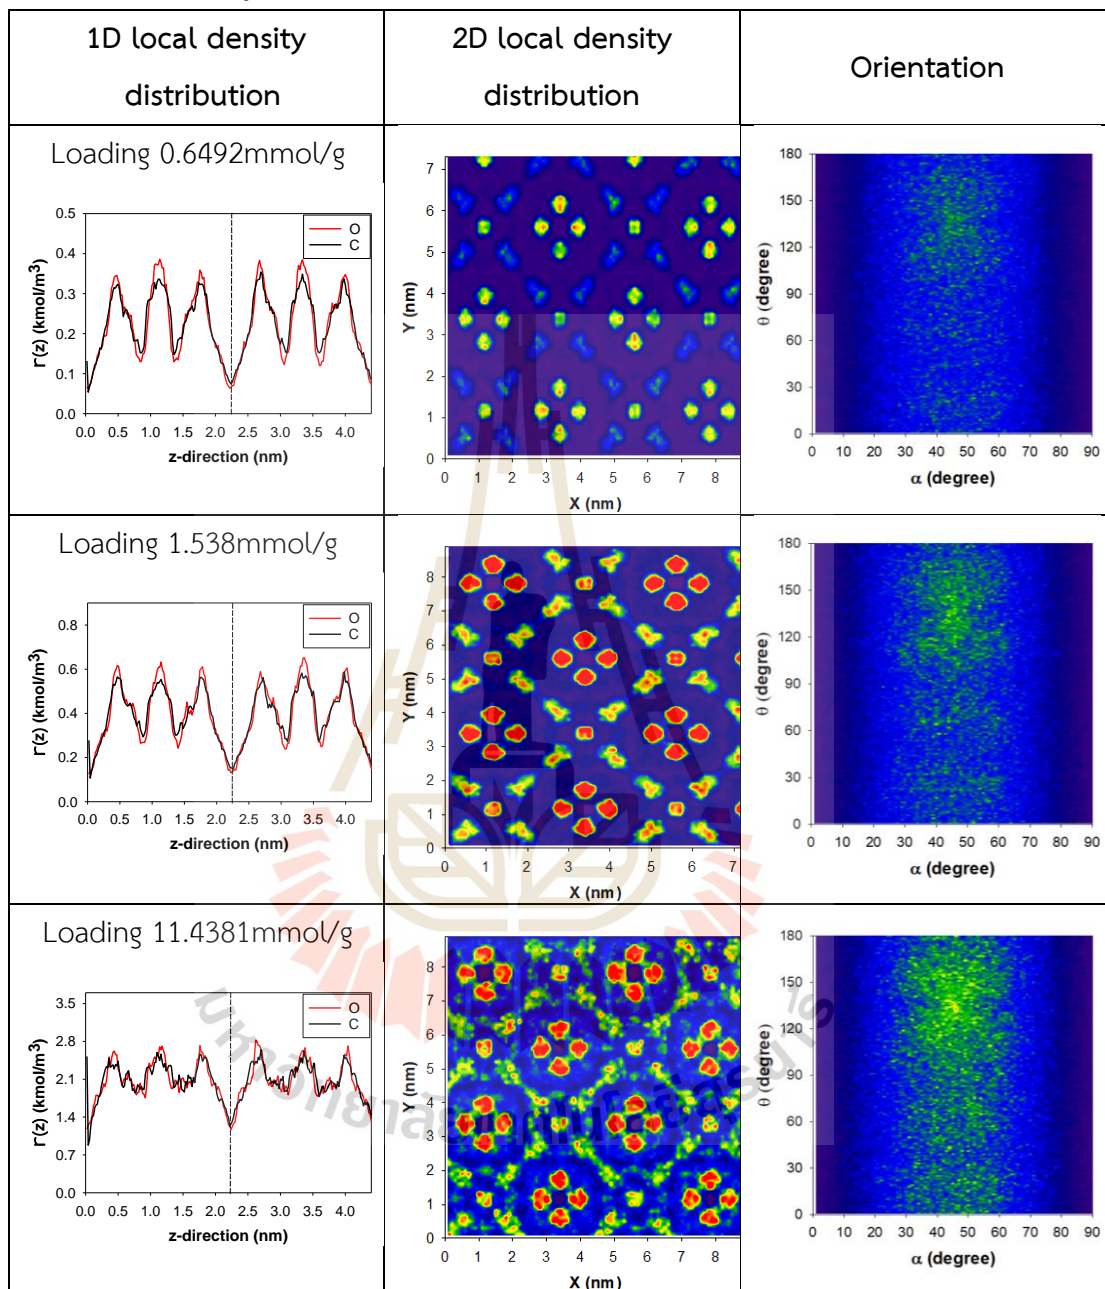 1D local density
distribution
2D local density
distribution
Orientation
Loading 0.6492mmol/g
0.5
0.4
0.3
0.2
0.1
0.0
Γ(z) (kmol/m³)
O
C
0.0 0.5 1.0 1.5 2.0 2.5 3.0 3.5 4.0
z-direction (nm)
7
6
5
4
3
2
1
0
Y (nm)
0 1 2 3 4 5 6 7 8
X (nm)
180
150
120
90
60
30
0
θ (degree)
0 10 20 30 40 50 60 70 80 90
α (degree)
Loading 1.538mmol/g
0.8
0.6
0.4
0.2
0.0
Γ(z) (kmol/m³)
O
C
0.0 0.5 1.0 1.5 2.0 2.5 3.0 3.5 4.0
z-direction (nm)
8
7
6
5
4
3
2
1
0
Y (nm)
0 1 2 3 4 5 6 7
X (nm)
180
150
120
90
60
30
0
θ (degree)
0 10 20 30 40 50 60 70 80 90
α (degree)
Loading 11.4381mmol/g
3.5
2.8
2.1
1.4
0.7
0.0
Γ(z) (kmol/m³)
O
C
0.0 0.5 1.0 1.5 2.0 2.5 3.0 3.5 4.0
z-direction (nm)
8
7
6
5
4
3
2
1
0
Y (nm)
0 1 2 3 4 5 6 7 8
X (nm)
180
150
120
90
60
30
0
θ (degree)
0 10 20 30 40 50 60 70 80 90
α (degree)